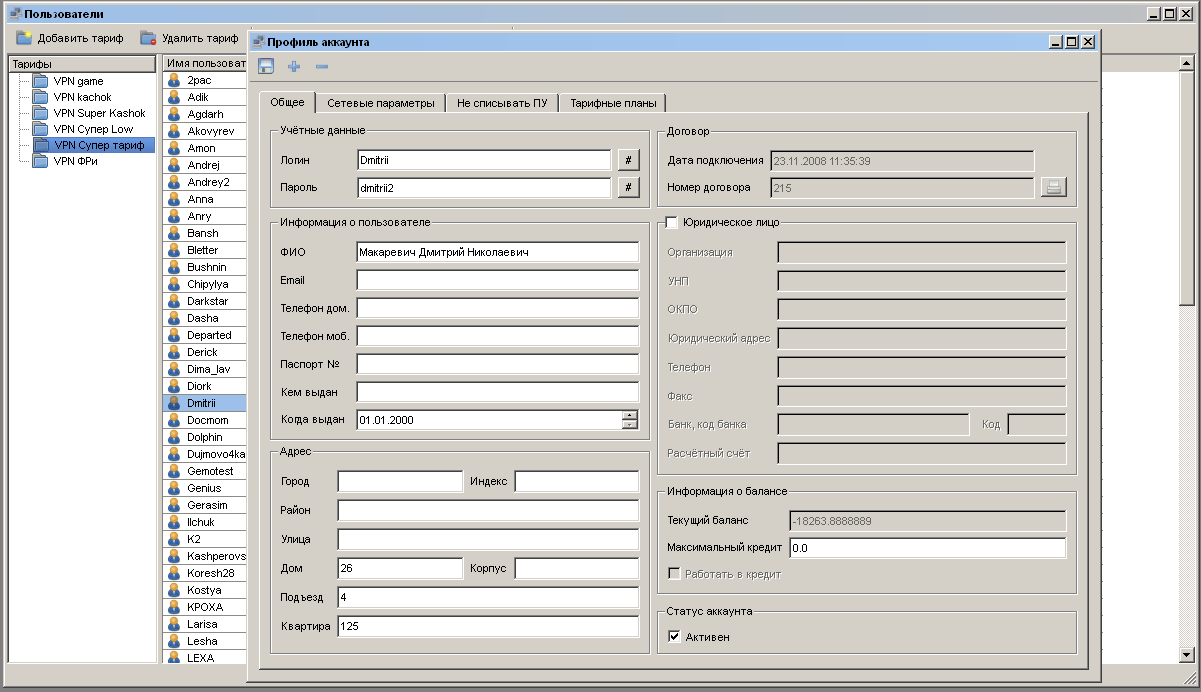 Пользователи
Добавить тариф
Удалить тариф
Тарифы
VPN game
VPN kachok
VPN Super Kashok
VPN Супер Low
VPN Супер тариф
VPN ФРи
Имя пользоват
2pac
Adik
Agdarh
Akovyrev
Amon
Andrej
Andrey2
Anna
Anry
Bansh
Bletter
Bushnin
Chipylya
Darkstar
Dasha
Departed
Derick
Dima_lav
Diork
Dmitrii
Docmom
Dolphin
Dujmovo4ka
Gemotest
Genius
Gerasim
Ilchuk
K2
Kashperovs
Koresh28
Kostya
KPOXA
Larisa
Lesha
LEXA
Профиль аккаунта
Общее
Сетевые параметры
Не списывать ПУ
Тарифные планы
Учётные данные
Логин Dmitrii #
Пароль dmitrii2 #
Информация о пользователе
ФИО Макаревич Дмитрий Николаевич
Email
Телефон дом.
Телефон моб.
Паспорт №
Кем выдан
Когда выдан 01.01.2000
Адрес
Город Индекс
Район
Улица
Дом 26 Корпус
Подъезд 4
Квартира 125
Договор
Дата подключения 23.11.2008 11:35:39
Номер договора 215
Юридическое лицо
Организация
УНП
ОКПО
Юридический адрес
Телефон
Факс
Банк, код банка Код
Расчётный счёт
Информация о балансе
Текущий баланс -18263.8888889
Максимальный кредит 0.0
Работать в кредит
Статус аккаунта
Активен